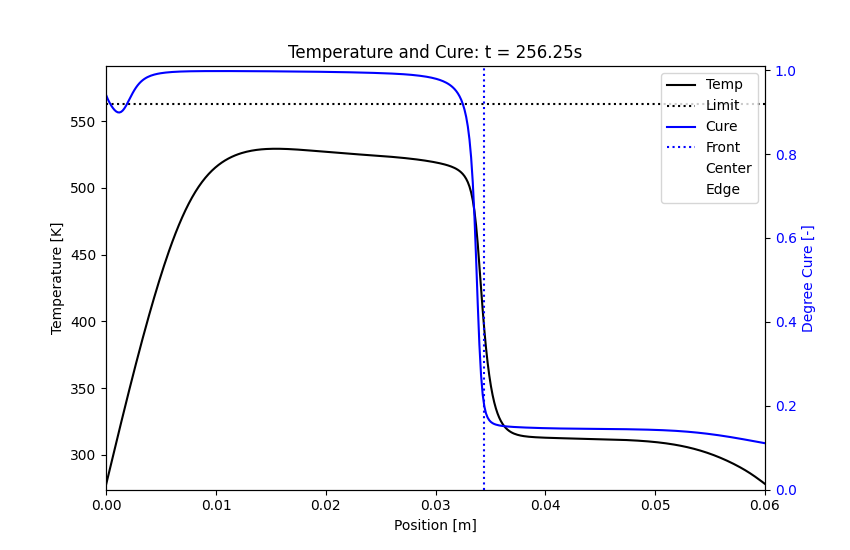 Temperature and Cure: t = 256.25s
Temp
Limit
Cure
Front
Center
Edge
Temperature [K]
550
500
450
400
350
300
Degree Cure [-]
1.0
0.8
0.6
0.4
0.2
0.0
0.00 0.01 0.02 0.03 0.04 0.05 0.06
Position [m]